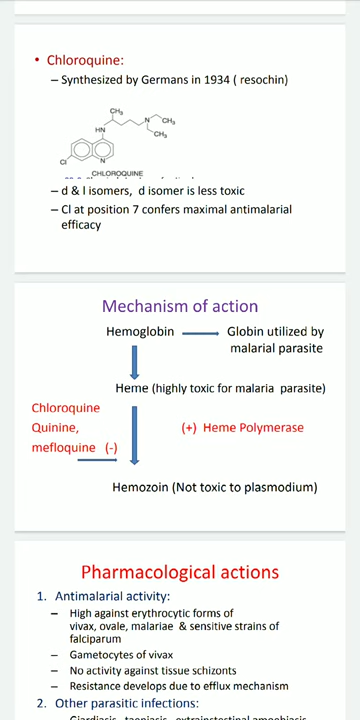 • Chloroquine:
– Synthesized by Germans in 1934 ( resochin)
CH₃
HN
N
CH₃
CH₃
Cl
N
CHLOROQUINE
– d & l isomers, d isomer is less toxic
– Cl at position 7 confers maximal antimalarial
efficacy
Mechanism of action
Hemoglobin
Globin utilized by
malarial parasite
Heme (highly toxic for malaria parasite)
Chloroquine
Quinine,
mefloquine (-)
(+) Heme Polymerase
Hemozoin (Not toxic to plasmodium)
Pharmacological actions
1. Antimalarial activity:
– High against erythrocytic forms of
vivax, ovale, malariae & sensitive strains of
falciparum
– Gametocytes of vivax
– No activity against tissue schizonts
– Resistance develops due to efflux mechanism
2. Other parasitic infections:
Giardiasis, taeniasis, extraintestinal amoebiasis